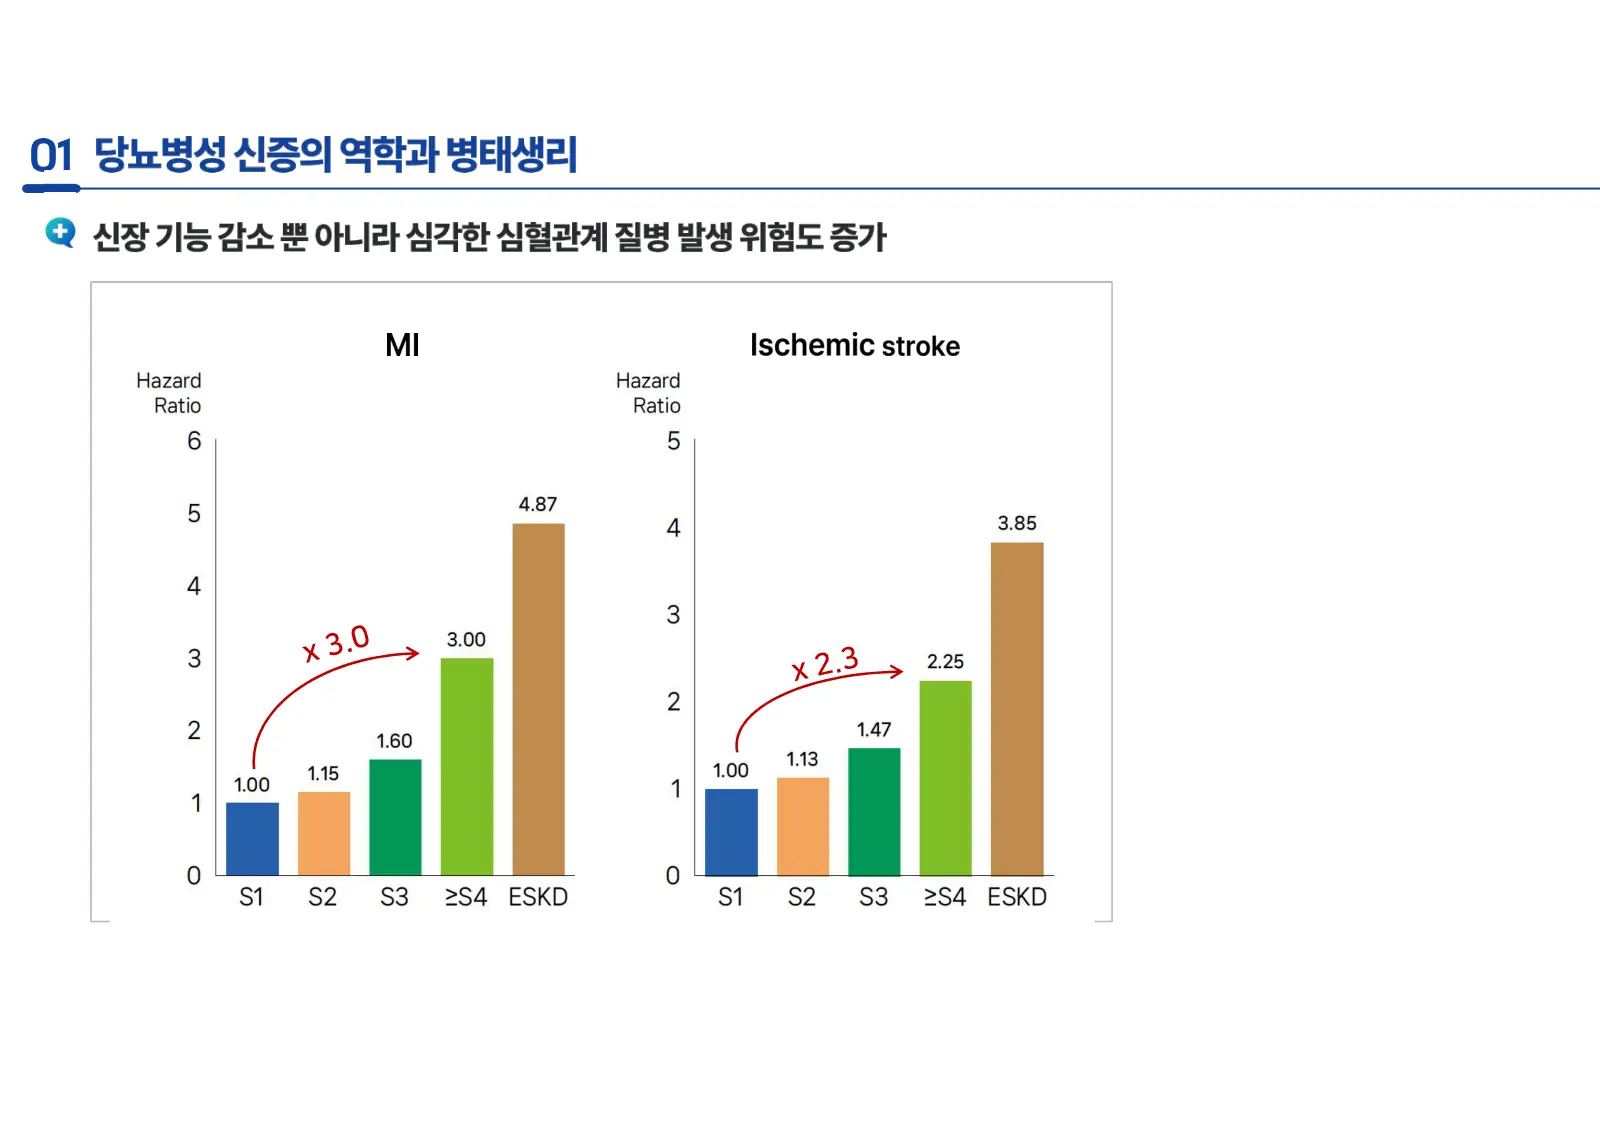 01 당뇨병성 신증의 역학과 병태생리
신장 기능 감소 뿐 아니라 심각한 심혈관계 질병 발생 위험도 증가
MI
Hazard
Ratio
6
5
4
3
2
1
0
1.00
1.15
1.60
3.00
4.87
x 3.0
S1 S2 S3 ≥S4 ESKD
Ischemic stroke
Hazard
Ratio
5
4
3
2
1
0
1.00
1.13
1.47
2.25
3.85
x 2.3
S1 S2 S3 ≥S4 ESKD